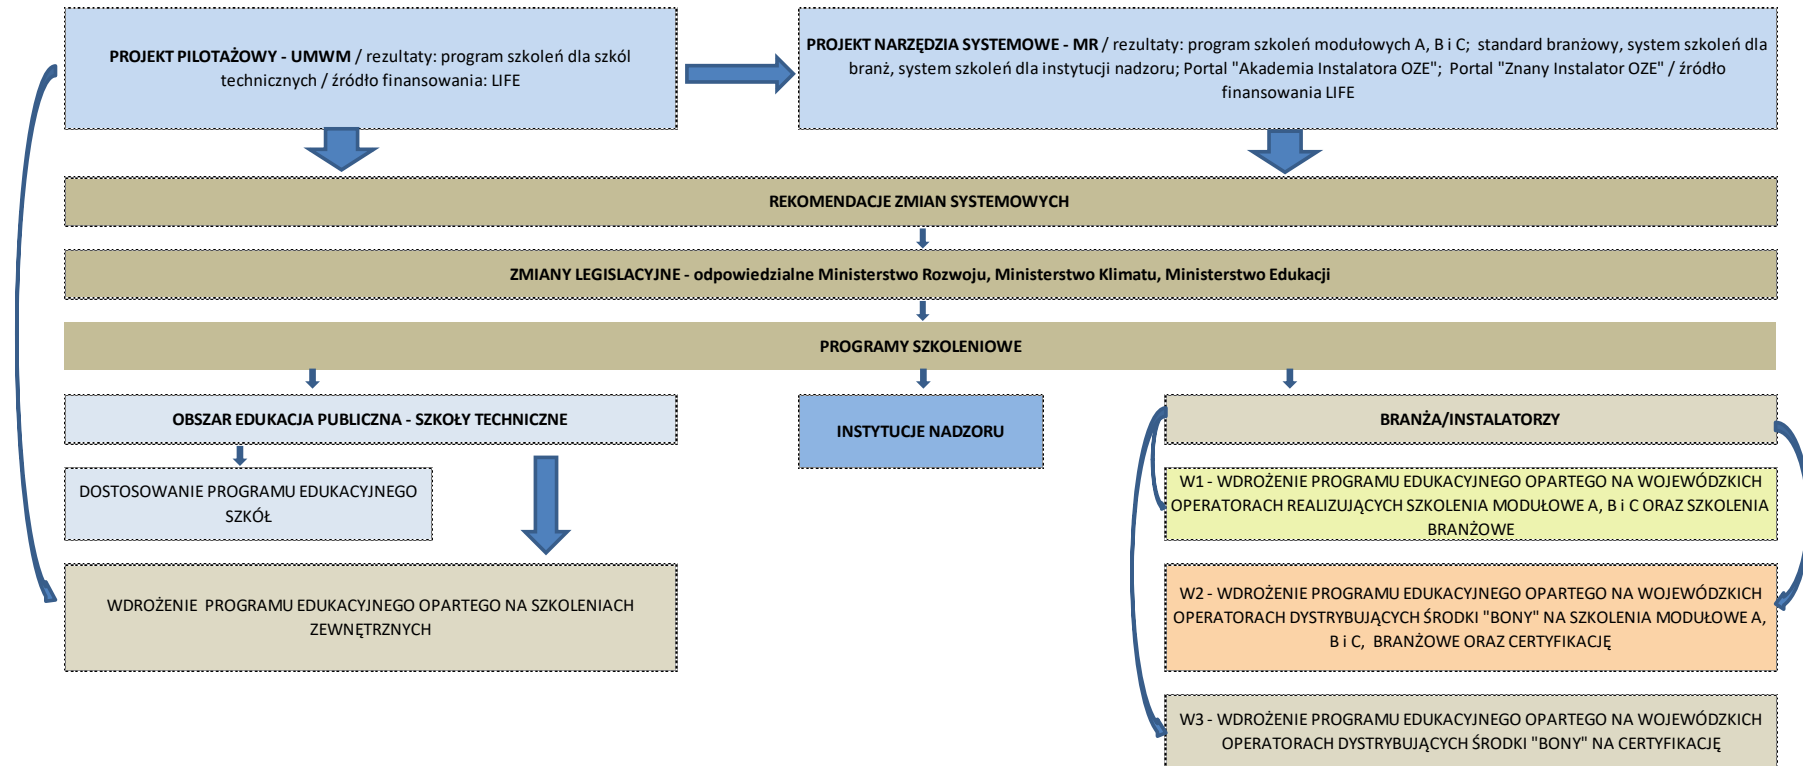 PROJEKT PILOTAŻOWY - UMWM / rezultaty: program szkoleń dla szkól
technicznych / źródło finansowania: LIFE
PROJEKT NARZĘDZIA SYSTEMOWE - MR / rezultaty: program szkoleń modułowych A, B i C; standard branżowy, system szkoleń dla
branż, system szkoleń dla instytucji nadzoru; Portal "Akademia Instalatora OZE"; Portal "Znany Instalator OZE" / źródło
finansowania LIFE
REKOMENDACJE ZMIAN SYSTEMOWYCH
ZMIANY LEGISLACYJNE - odpowiedzialne Ministerstwo Rozwoju, Ministerstwo Klimatu, Ministerstwo Edukacji
PROGRAMY SZKOLENIOWE
OBSZAR EDUKACJA PUBLICZNA - SZKOŁY TECHNICZNE
DOSTOSOWANIE PROGRAMU EDUKACYJNEGO
SZKÓŁ
WDROŻENIE PROGRAMU EDUKACYJNEGO OPARTEGO NA SZKOLENIACH
ZEWNĘTRZNYCH
INSTYTUCJE NADZORU
BRANŻA/INSTALATORZY
W1 - WDROŻENIE PROGRAMU EDUKACYJNEGO OPARTEGO NA WOJEWÓDZKICH
OPERATORACH REALIZUJĄCYCH SZKOLENIA MODUŁOWE A, B i C ORAZ SZKOLENIA
BRANŻOWE
W2 - WDROŻENIE PROGRAMU EDUKACYJNEGO OPARTEGO NA WOJEWÓDZKICH
OPERATORACH DYSTRYBUJĄCYCH ŚRODKI "BONY" NA SZKOLENIA MODUŁOWE A,
B i C, BRANŻOWE ORAZ CERTYFIKACJĘ
W3 - WDROŻENIE PROGRAMU EDUKACYJNEGO OPARTEGO NA WOJEWÓDZKICH
OPERATORACH DYSTRYBUJĄCYCH ŚRODKI "BONY" NA CERTYFIKACJĘ